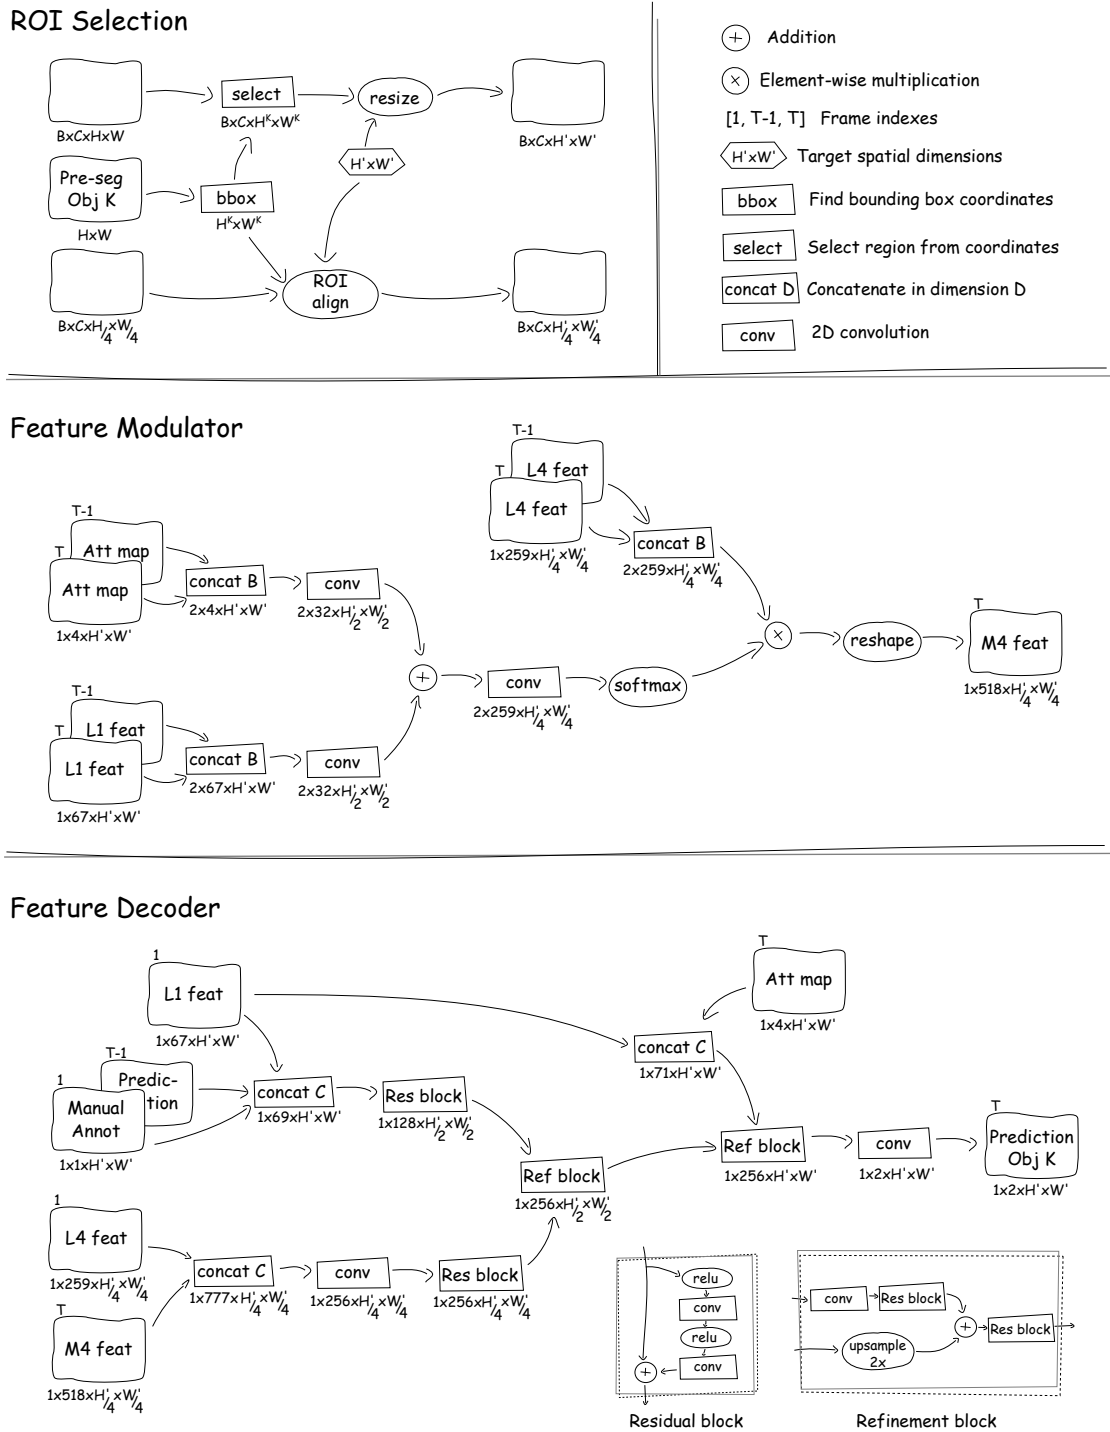 ROI Selection
BxCxHxW
select
BxCxHᴷxWᴷ
resize
BxCxH'xW'
Pre-seg
Obj K
HxW
bbox
HᴷxWᴷ
H'xW'
BxCxH/4xW/4
ROI
align
BxCxH'/4xW'/4
+ Addition
× Element-wise multiplication
[1, T-1, T] Frame indexes
H'xW' Target spatial dimensions
bbox Find bounding box coordinates
select Select region from coordinates
concat D Concatenate in dimension D
conv 2D convolution
Feature Modulator
T-1
Att map
T
Att map
1x4xH'xW'
concat B
2x4xH'xW'
conv
2x32xH'/2xW'/2
T-1
L1 feat
T
L1 feat
1x67xH'xW'
concat B
2x67xH'xW'
conv
2x32xH'/2xW'/2
+
conv
2x259xH'/4xW'/4
softmax
T-1
L4 feat
T
L4 feat
1x259xH'/4xW'/4
concat B
2x259xH'/4xW'/4
×
reshape
T
M4 feat
1x518xH'/4xW'/4
Feature Decoder
1
L1 feat
1x67xH'xW'
T-1
Predic-
tion
1
Manual
Annot
1x1xH'xW'
concat C
1x69xH'xW'
Res block
1x128xH'/2xW'/2
1
L4 feat
1x259xH'/4xW'/4
T
M4 feat
1x518xH'/4xW'/4
concat C
1x777xH'/4xW'/4
conv
1x256xH'/4xW'/4
Res block
1x256xH'/4xW'/4
Ref block
1x256xH'/2xW'/2
T
Att map
1x4xH'xW'
concat C
1x71xH'xW'
Ref block
1x256xH'xW'
conv
1x2xH'xW'
T
Prediction
Obj K
1x2xH'xW'
relu
conv
relu
conv
+
Residual block
conv
Res block
upsample
2x
+
Res block
Refinement block